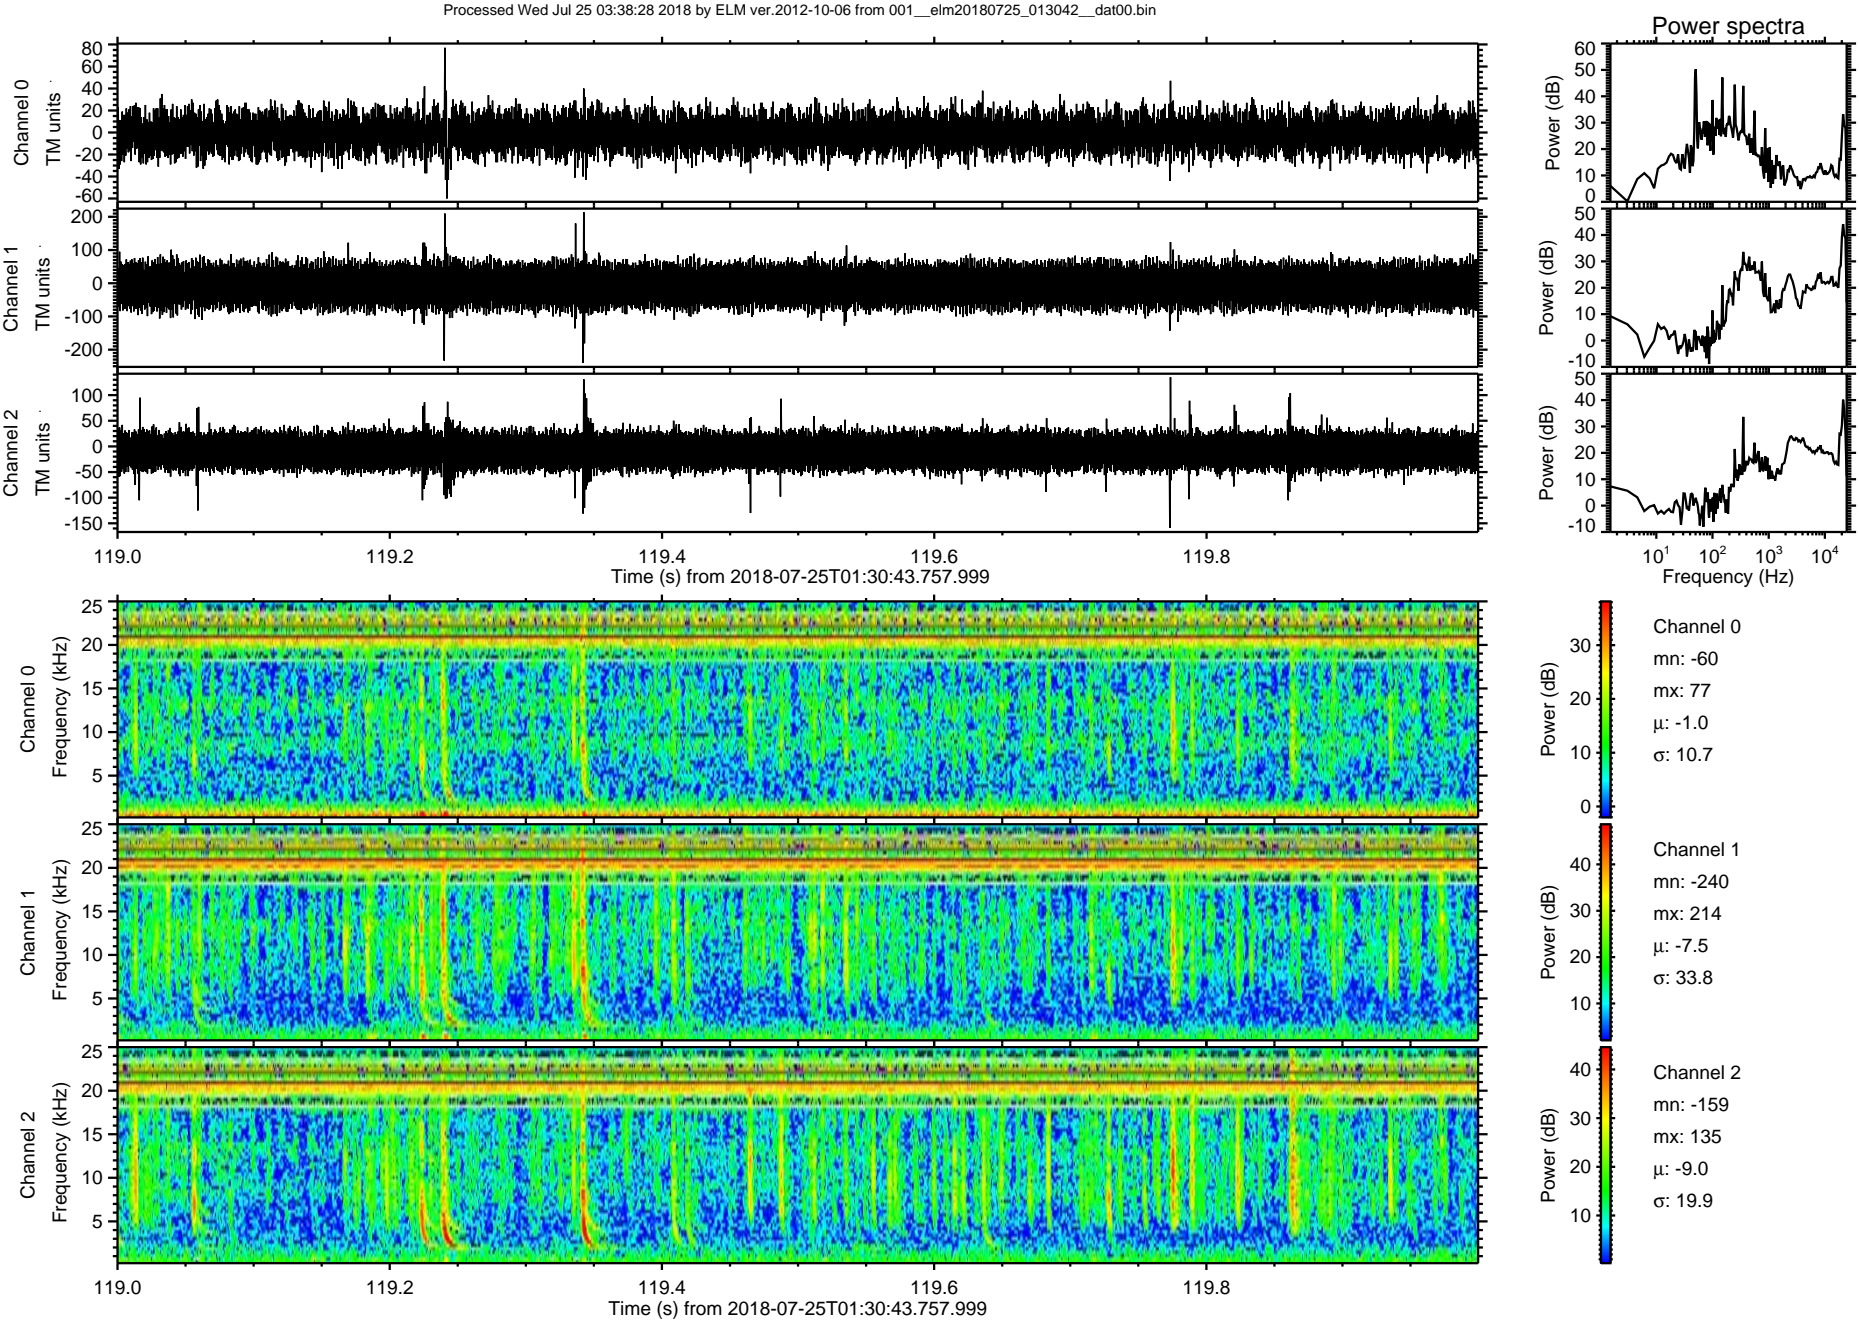 Processed Wed Jul 25 03:38:28 2018 by ELM ver.2012-10-06 from 001__elm20180725_013042__dat00.bin
Power spectra
Channel 0
TM units
80
60
40
20
0
-20
-40
-60
Power (dB)
60
50
40
30
20
10
0
Channel 1
TM units
200
100
0
-100
-200
Power (dB)
50
40
30
20
10
0
-10
Channel 2
TM units
100
50
0
-50
-100
-150
Power (dB)
50
40
30
20
10
0
-10
119.0 119.2 119.4 119.6 119.8
Time (s) from 2018-07-25T01:30:43.757.999
10¹ 10² 10³ 10⁴
Frequency (Hz)
Channel 0
Frequency (kHz)
25
20
15
10
5
Power (dB)
30
20
10
0
Channel 0
mn: -60
mx: 77
μ: -1.0
σ: 10.7
Channel 1
Frequency (kHz)
25
20
15
10
5
Power (dB)
40
30
20
10
Channel 1
mn: -240
mx: 214
μ: -7.5
σ: 33.8
Channel 2
Frequency (kHz)
25
20
15
10
5
Power (dB)
40
30
20
10
Channel 2
mn: -159
mx: 135
μ: -9.0
σ: 19.9
119.0 119.2 119.4 119.6 119.8
Time (s) from 2018-07-25T01:30:43.757.999